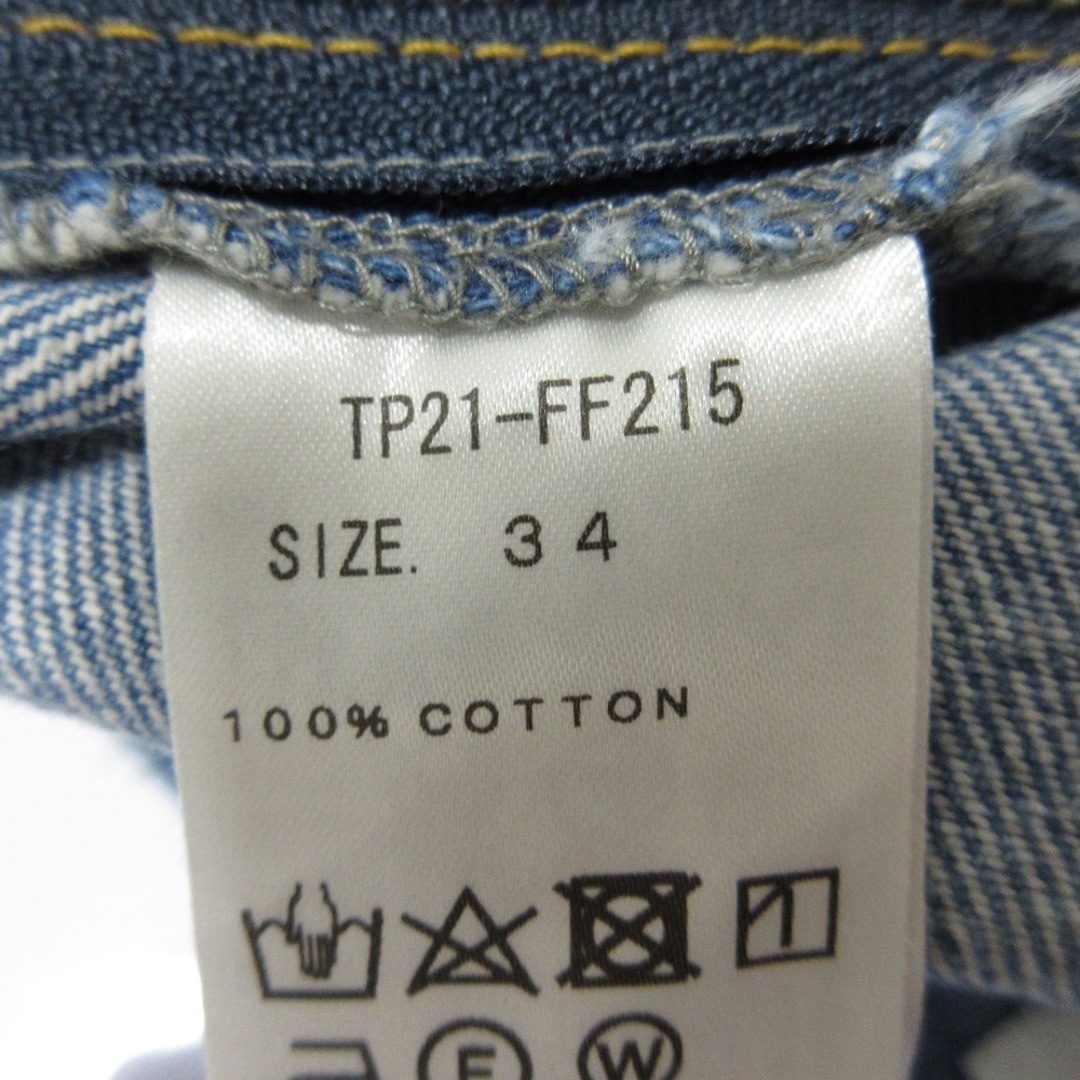 TP21-FF215
SIZE. 34
100% COTTON
F W